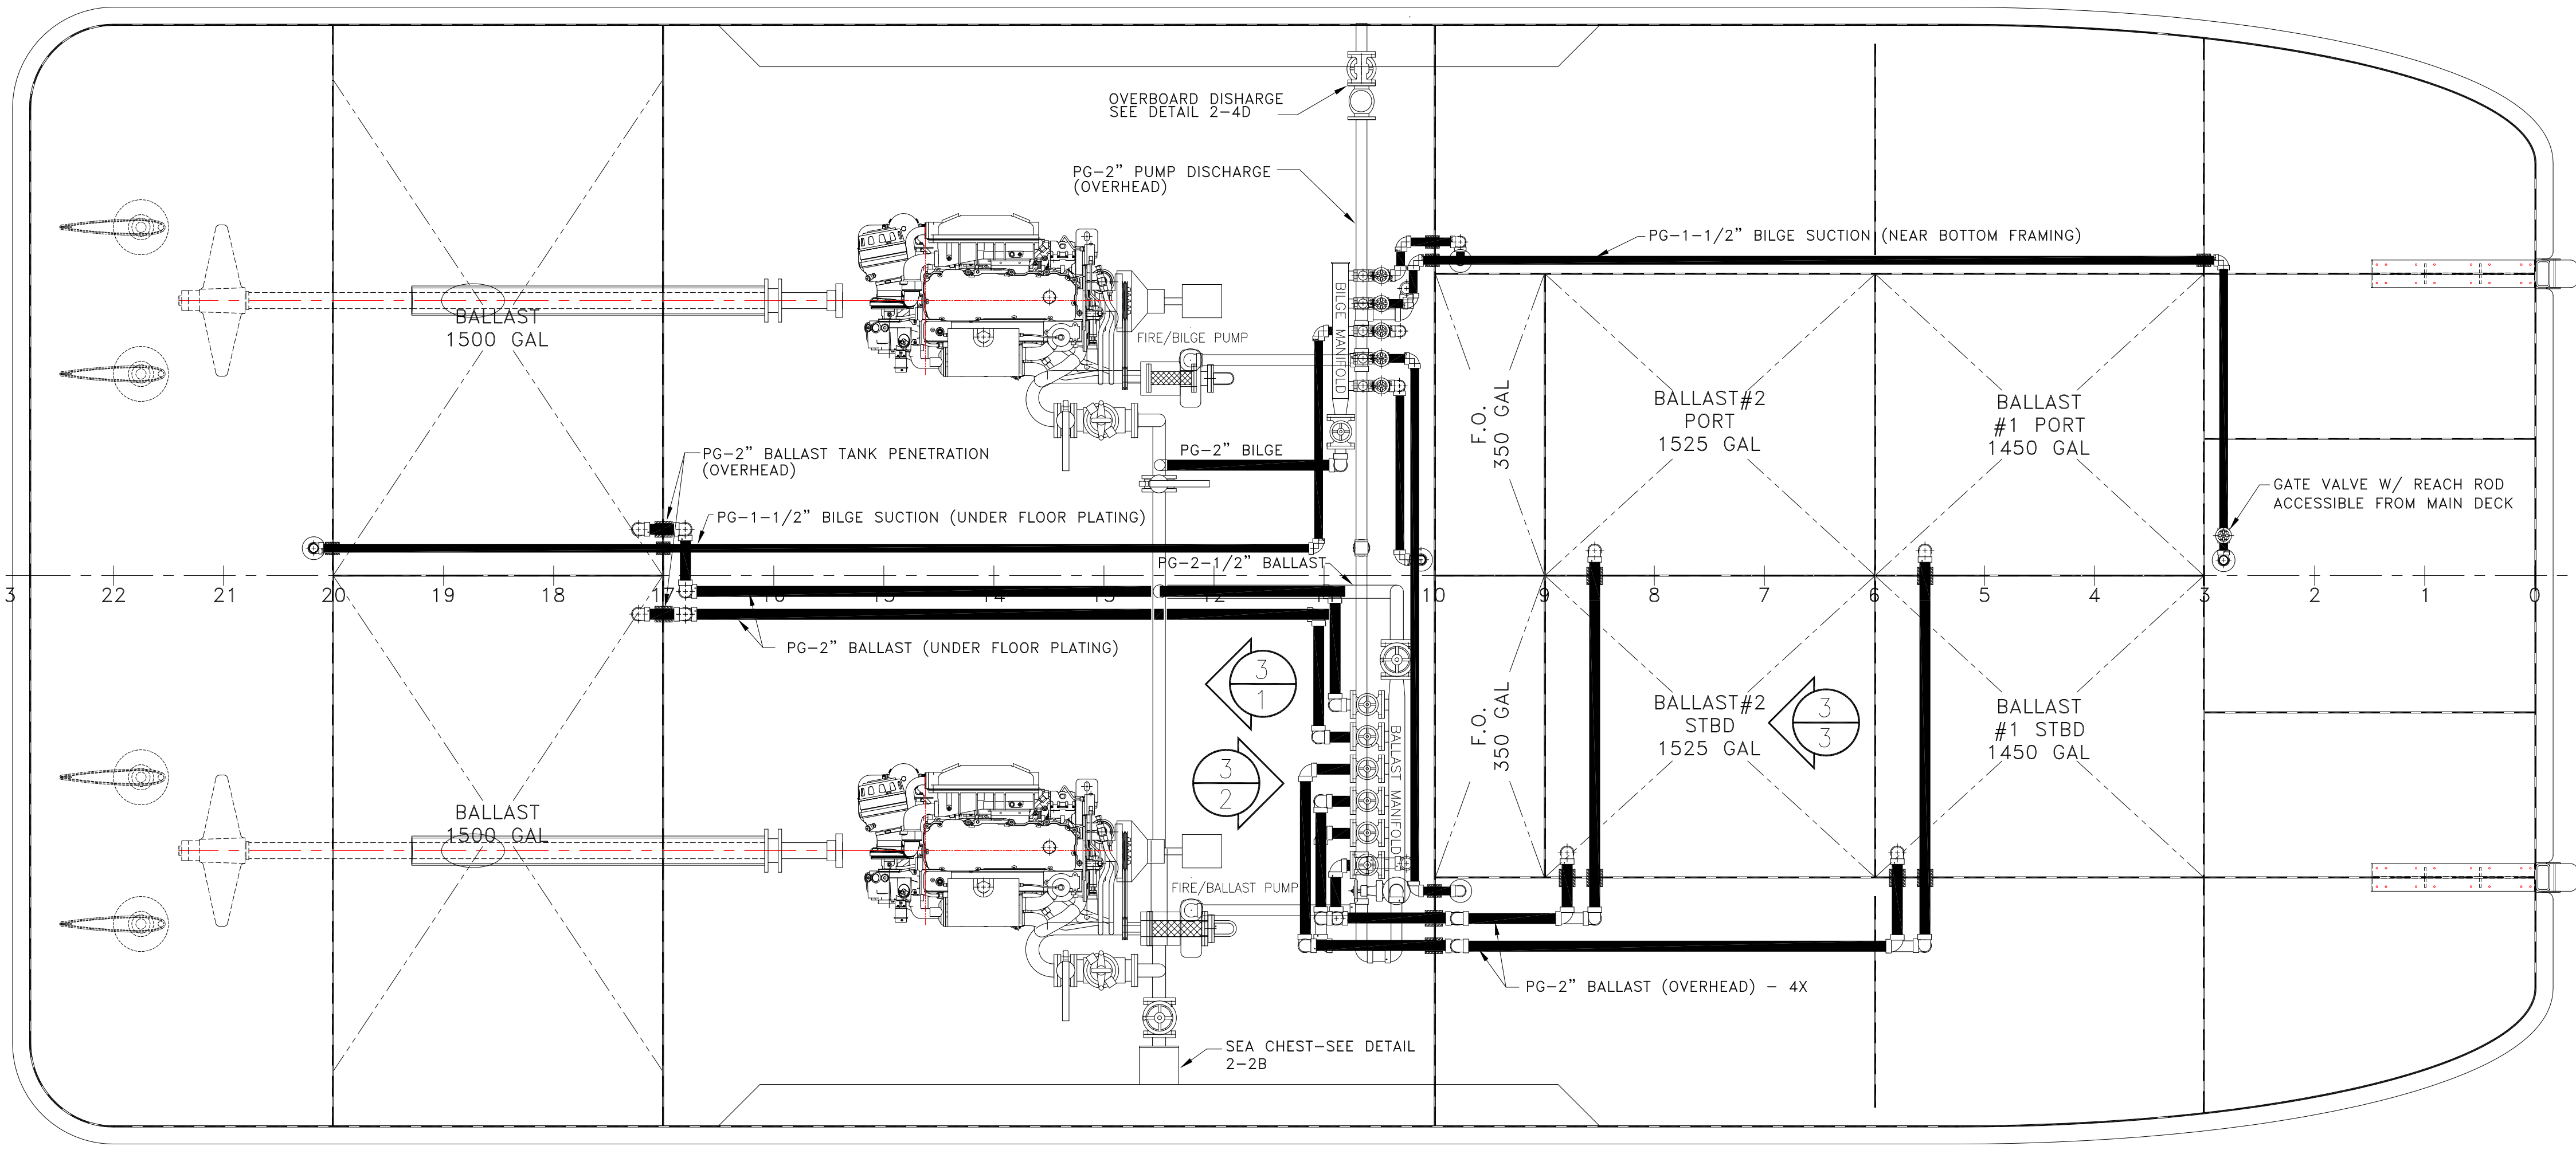 OVERBOARD DISHARGE
SEE DETAIL 2-4D
PG-2" PUMP DISCHARGE
(OVERHEAD)
PG-1-1/2" BILGE SUCTION (NEAR BOTTOM FRAMING)
BALLAST
1500 GAL
FIRE/BILGE PUMP
BILGE MANIFOLD
F.O.
350 GAL
BALLAST#2
PORT
1525 GAL
BALLAST
#1 PORT
1450 GAL
PG-2" BALLAST TANK PENETRATION
(OVERHEAD)
PG-2" BILGE
GATE VALVE W/ REACH ROD
ACCESSIBLE FROM MAIN DECK
PG-1-1/2" BILGE SUCTION (UNDER FLOOR PLATING)
PG-2-1/2" BALLAST
3 22 21 20 19 18 17 16 15 14 13 12 10 9 8 7 6 5 4 3 2 1 0
PG-2" BALLAST (UNDER FLOOR PLATING)
3
1
3
2
BALLAST MANIFOLD
F.O.
350 GAL
BALLAST#2
STBD
1525 GAL
3
3
BALLAST
#1 STBD
1450 GAL
BALLAST
1500 GAL
FIRE/BALLAST PUMP
PG-2" BALLAST (OVERHEAD) - 4X
SEA CHEST-SEE DETAIL
2-2B